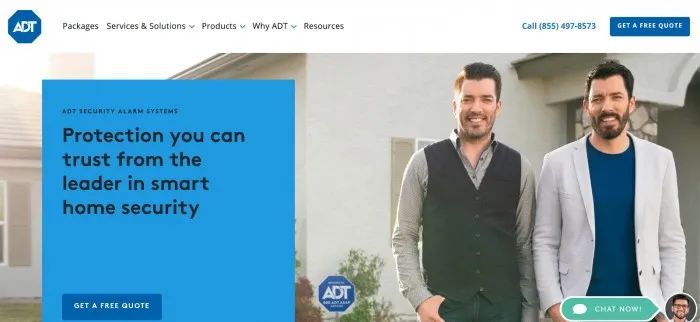 ADT
Packages Services & Solutions Products Why ADT Resources
Call (855) 497-8573
GET A FREE QUOTE
ADT SECURITY ALARM SYSTEMS
Protection you can
trust from the
leader in smart
home security
GET A FREE QUOTE
ADT
CHAT NOW!